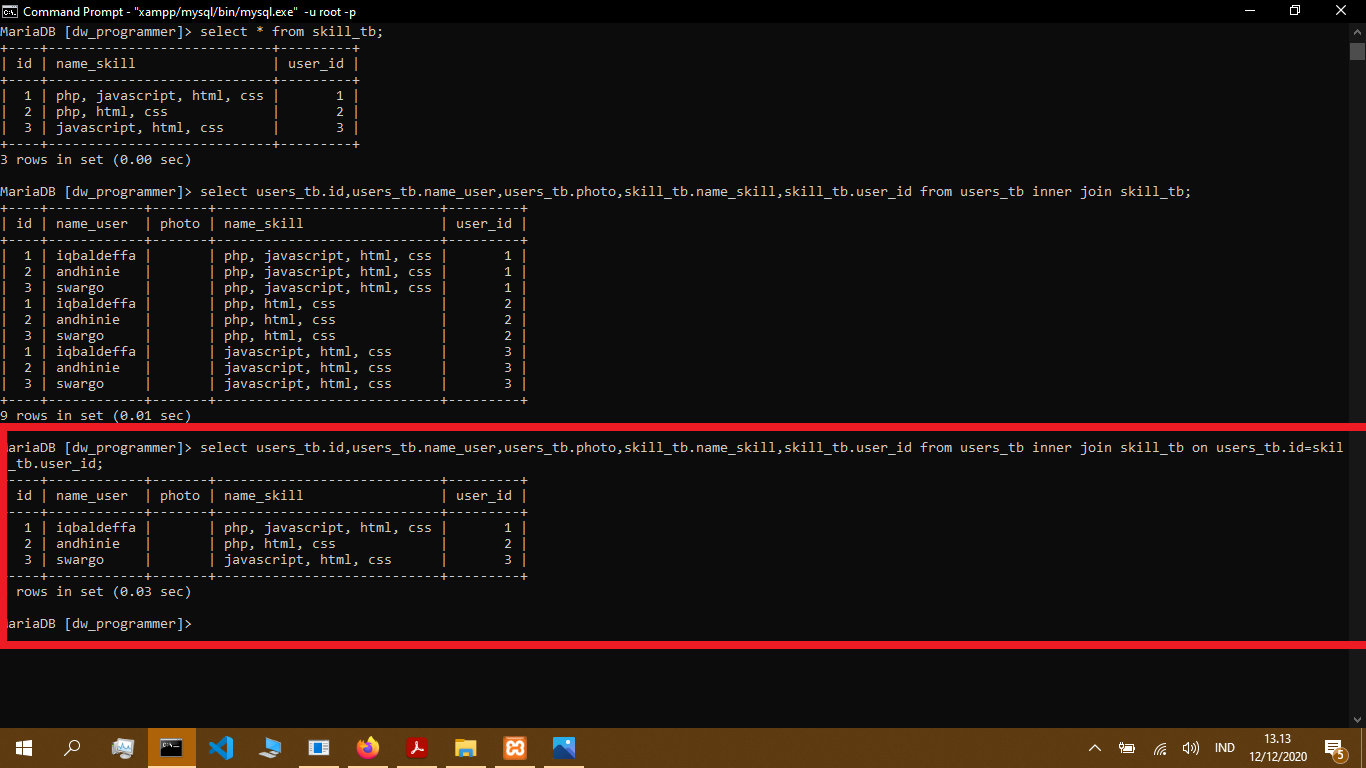 Command Prompt - "xampp/mysql/bin/mysql.exe" -u root -p
MariaDB [dw_programmer]> select * from skill_tb;
+----+----------------------------+---------+
| id | name_skill                 | user_id |
+----+----------------------------+---------+
|  1 | php, javascript, html, css |       1 |
|  2 | php, html, css             |       2 |
|  3 | javascript, html, css      |       3 |
+----+----------------------------+---------+
3 rows in set (0.00 sec)
MariaDB [dw_programmer]> select users_tb.id,users_tb.name_user,users_tb.photo,skill_tb.name_skill,skill_tb.user_id from users_tb inner join skill_tb;
+----+------------+-------+----------------------------+---------+
| id | name_user  | photo | name_skill                 | user_id |
+----+------------+-------+----------------------------+---------+
|  1 | iqbaldeffa |       | php, javascript, html, css |       1 |
|  2 | andhinie   |       | php, javascript, html, css |       1 |
|  3 | swargo     |       | php, javascript, html, css |       1 |
|  1 | iqbaldeffa |       | php, html, css             |       2 |
|  2 | andhinie   |       | php, html, css             |       2 |
|  3 | swargo     |       | php, html, css             |       2 |
|  1 | iqbaldeffa |       | javascript, html, css      |       3 |
|  2 | andhinie   |       | javascript, html, css      |       3 |
|  3 | swargo     |       | javascript, html, css      |       3 |
+----+------------+-------+----------------------------+---------+
9 rows in set (0.01 sec)
ariaDB [dw_programmer]> select users_tb.id,users_tb.name_user,users_tb.photo,skill_tb.name_skill,skill_tb.user_id from users_tb inner join skill_tb on users_tb.id=skil
_tb.user_id;
----+------------+-------+----------------------------+---------+
 id | name_user  | photo | name_skill                 | user_id |
----+------------+-------+----------------------------+---------+
  1 | iqbaldeffa |       | php, javascript, html, css |       1 |
  2 | andhinie   |       | php, html, css             |       2 |
  3 | swargo     |       | javascript, html, css      |       3 |
----+------------+-------+----------------------------+---------+
rows in set (0.03 sec)
ariaDB [dw_programmer]>
IND
13.13
12/12/2020
5